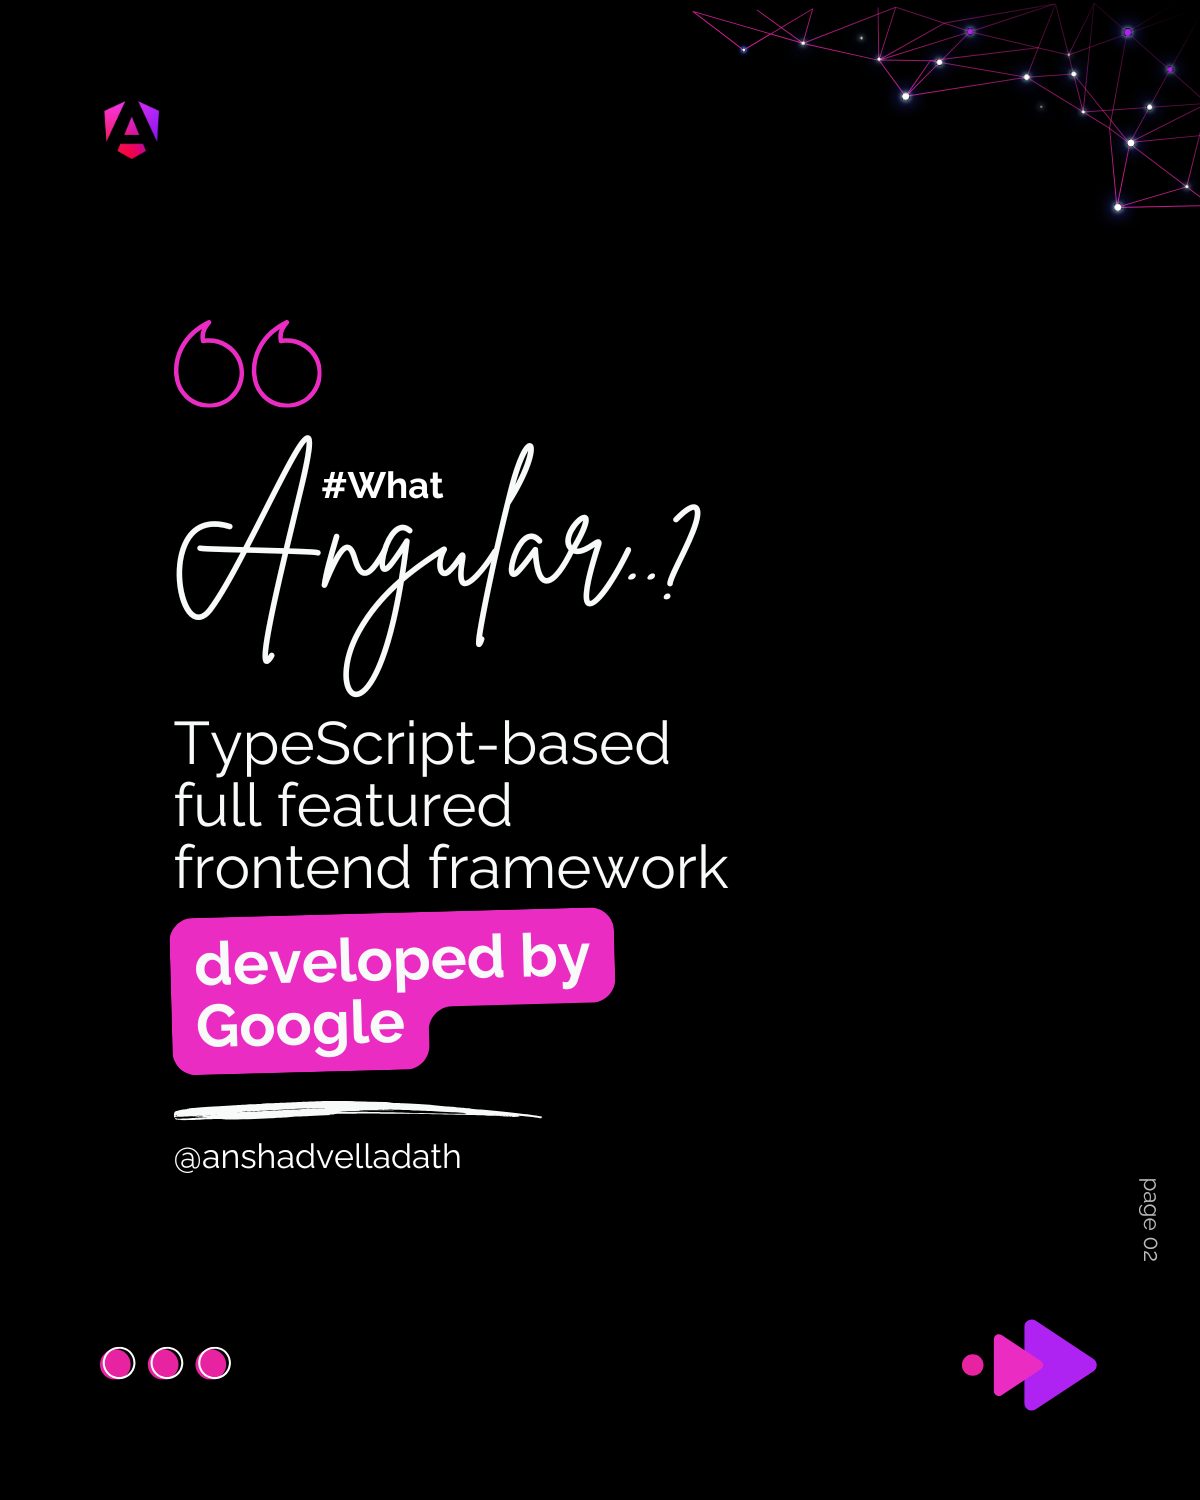 #What
Angular..?
TypeScript-based
full featured
frontend framework
developed by
Google
@anshadvelladath
page 02